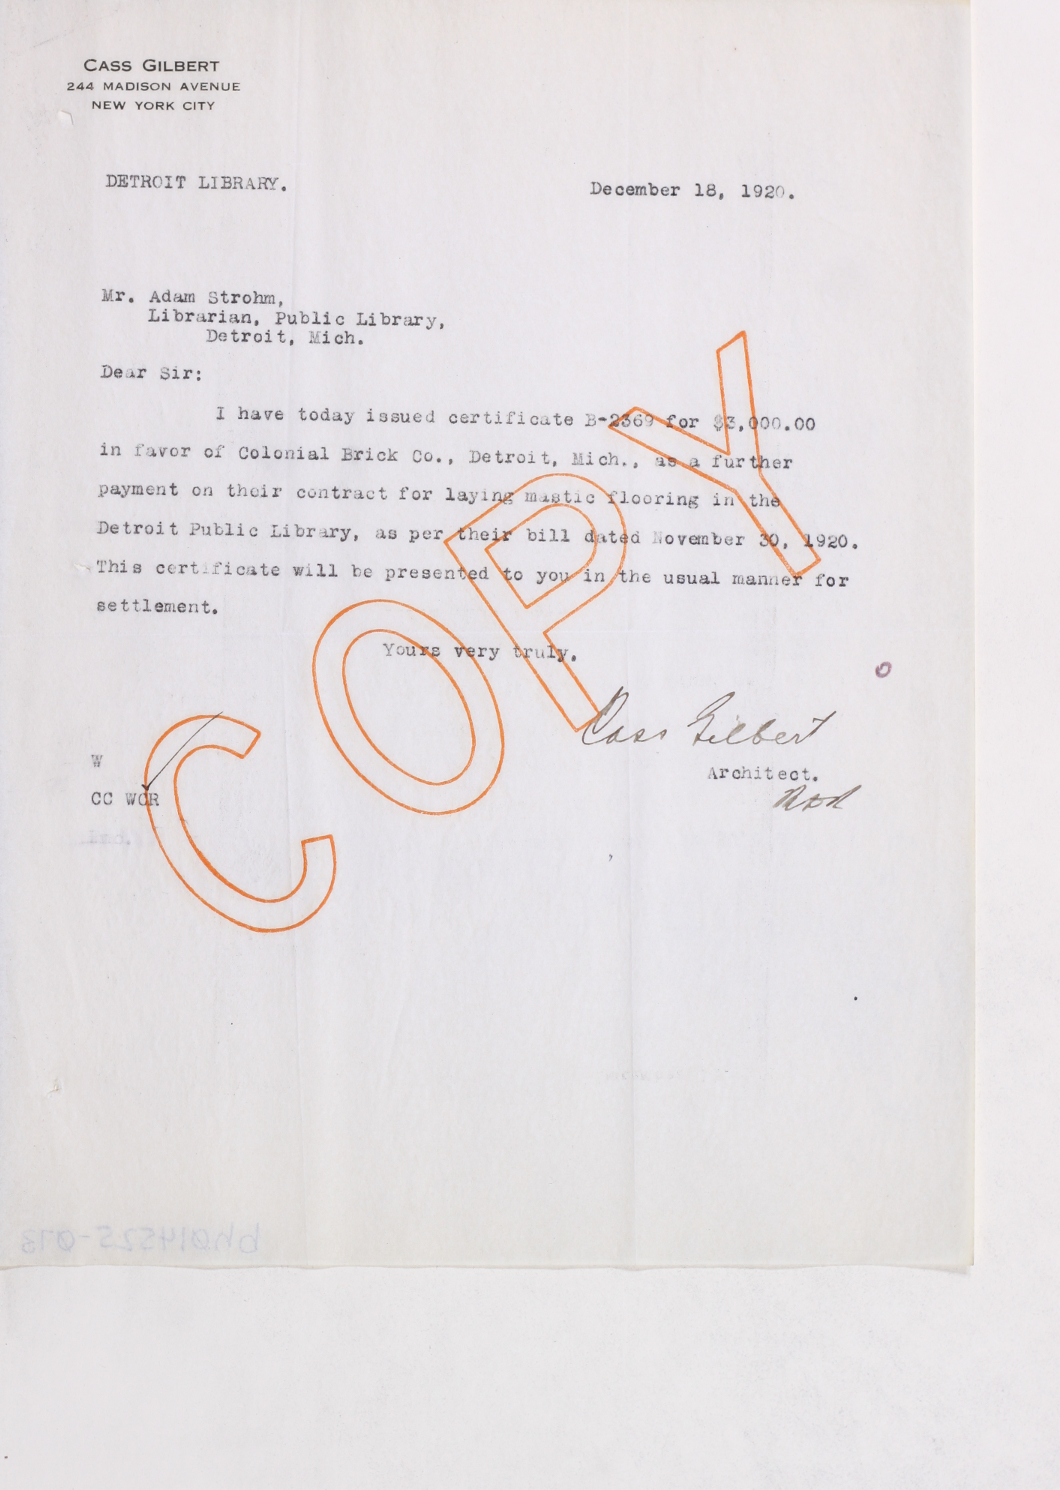 CASS GILBERT
244 MADISON AVENUE
NEW YORK CITY
DETROIT LIBRARY.
December 18, 1920.
Mr. Adam Strohm,
Librarian, Public Library,
Detroit, Mich.
Dear Sir:
I have today issued certificate B-2369 for $3,000.00
in favor of Colonial Brick Co., Detroit, Mich., as a further
payment on their contract for laying mastic flooring in the
Detroit Public Library, as per their bill dated November 30, 1920.
This certificate will be presented to you in the usual manner for
settlement.
Yours very truly,
Cass Gilbert
Architect.
W
CC WCR
COPY
bh014525-073